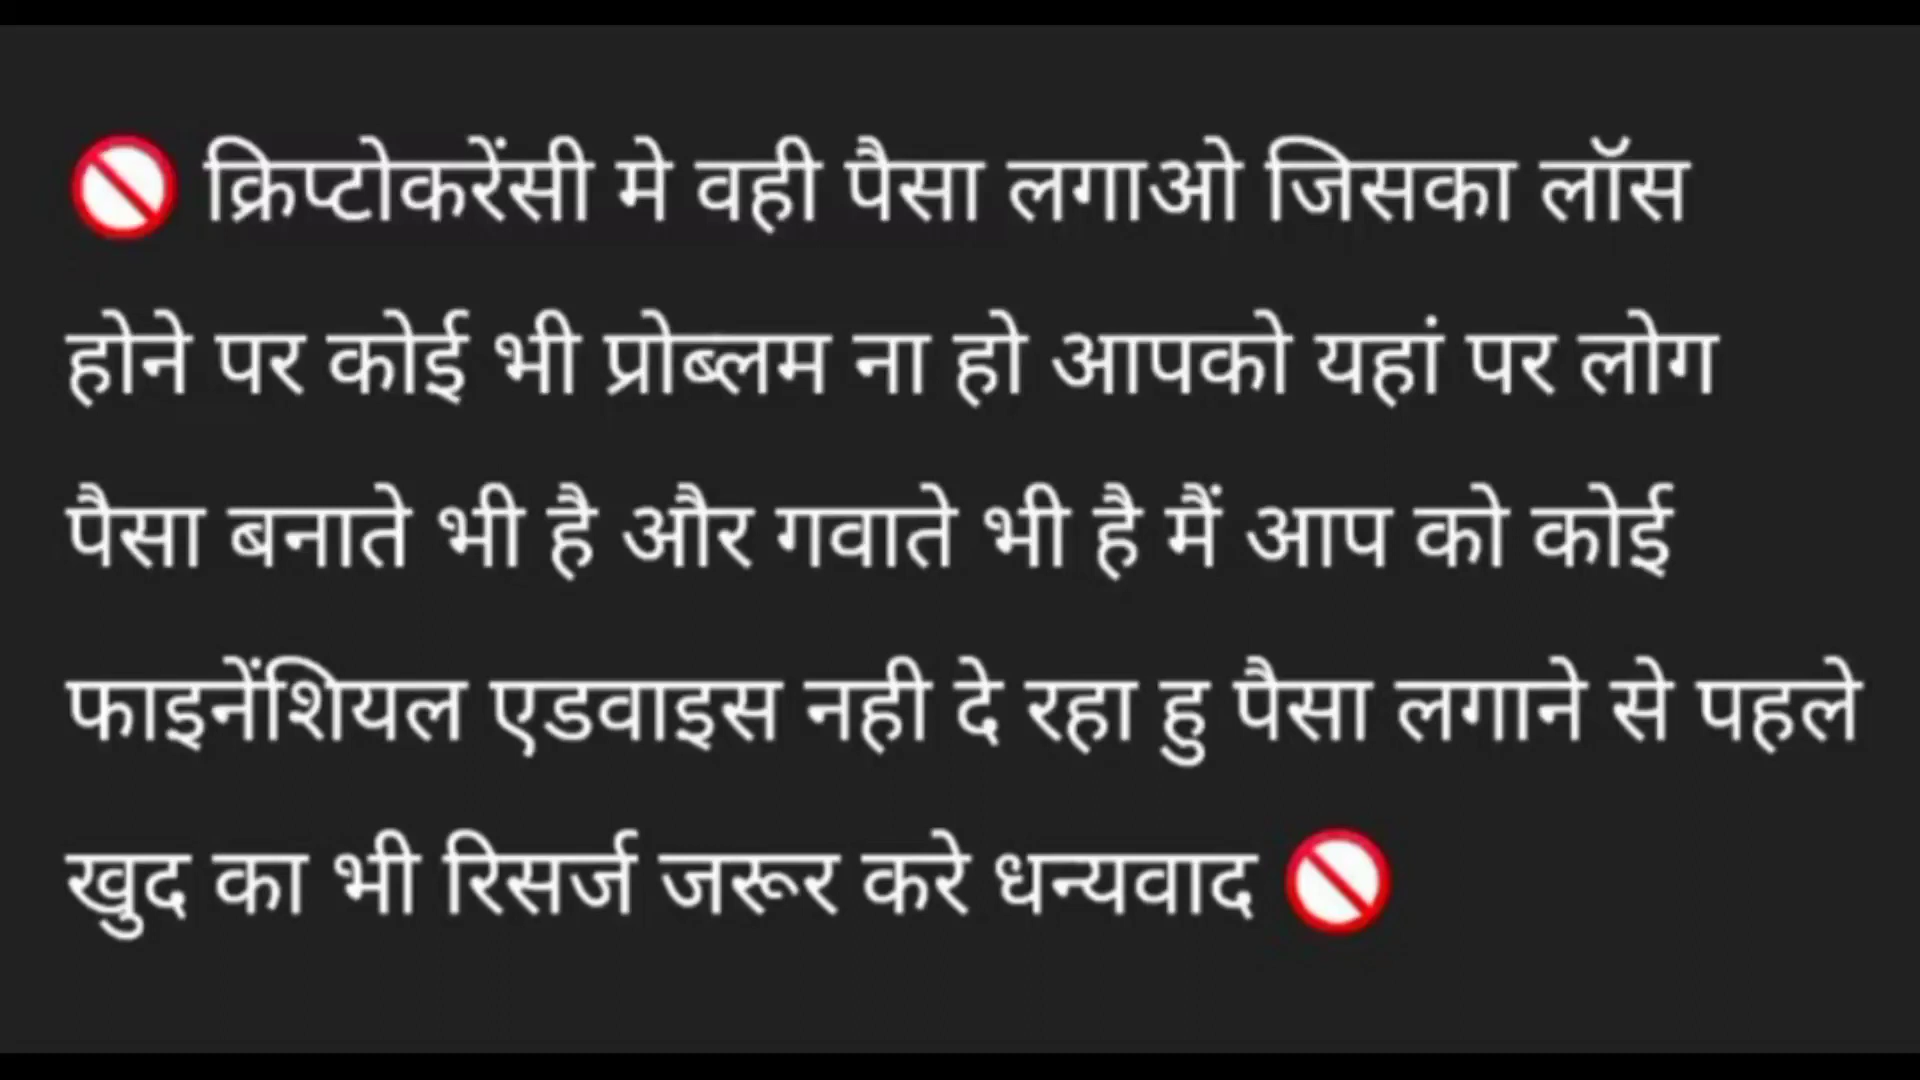 🚫 क्रिप्टोकरेंसी मे वही पैसा लगाओ जिसका लॉस
होने पर कोई भी प्रोब्लम ना हो आपको यहां पर लोग
पैसा बनाते भी है और गवाते भी है मैं आप को कोई
फाइनेंशियल एडवाइस नही दे रहा हु पैसा लगाने से पहले
खुद का भी रिसर्ज जरूर करे धन्यवाद 🚫